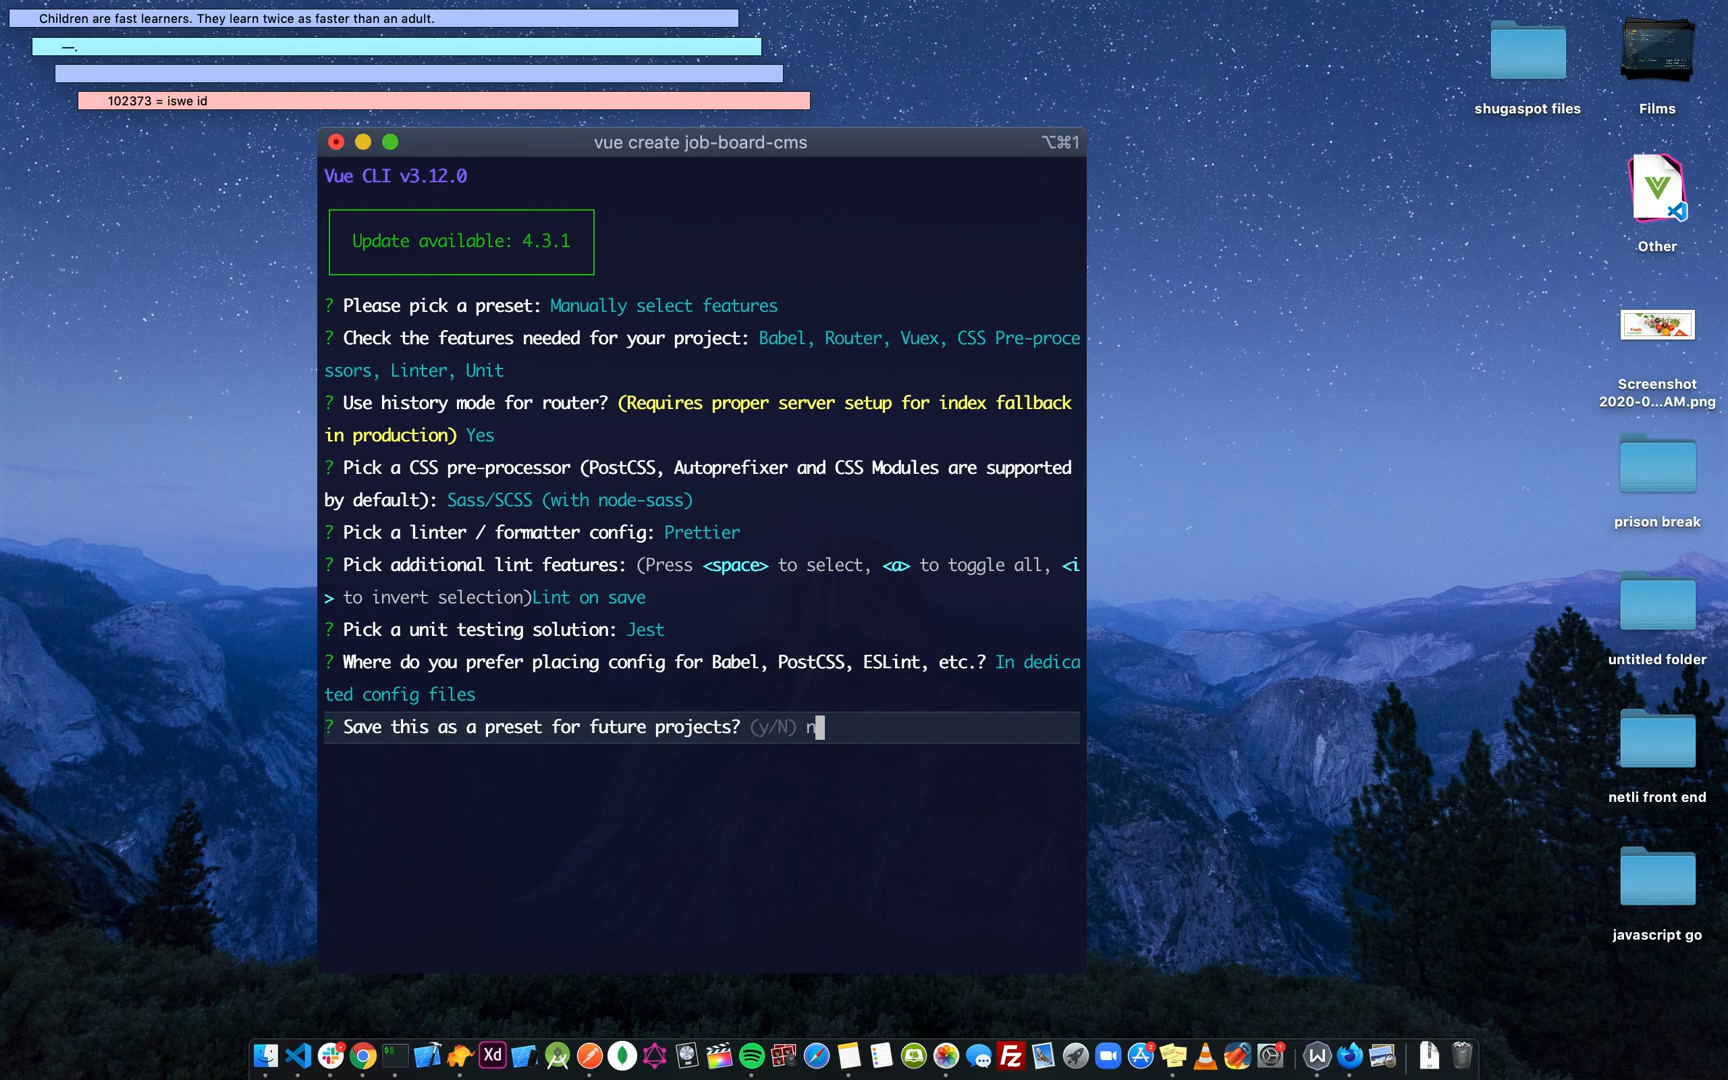 Children are fast learners. They learn twice as faster than an adult.
—.
102373 = iswe id
vue create job-board-cms
⌥⌘1
Vue CLI v3.12.0
Update available: 4.3.1
? Please pick a preset: Manually select features
? Check the features needed for your project: Babel, Router, Vuex, CSS Pre-proce
ssors, Linter, Unit
? Use history mode for router? (Requires proper server setup for index fallback
in production) Yes
? Pick a CSS pre-processor (PostCSS, Autoprefixer and CSS Modules are supported
by default): Sass/SCSS (with node-sass)
? Pick a linter / formatter config: Prettier
? Pick additional lint features: (Press <space> to select, <a> to toggle all, <i
> to invert selection)Lint on save
? Pick a unit testing solution: Jest
? Where do you prefer placing config for Babel, PostCSS, ESLint, etc.? In dedica
ted config files
? Save this as a preset for future projects? (y/N) n
shugaspot files
Films
Other
Screenshot
2020-0...AM.png
prison break
untitled folder
netli front end
javascript go
Xd